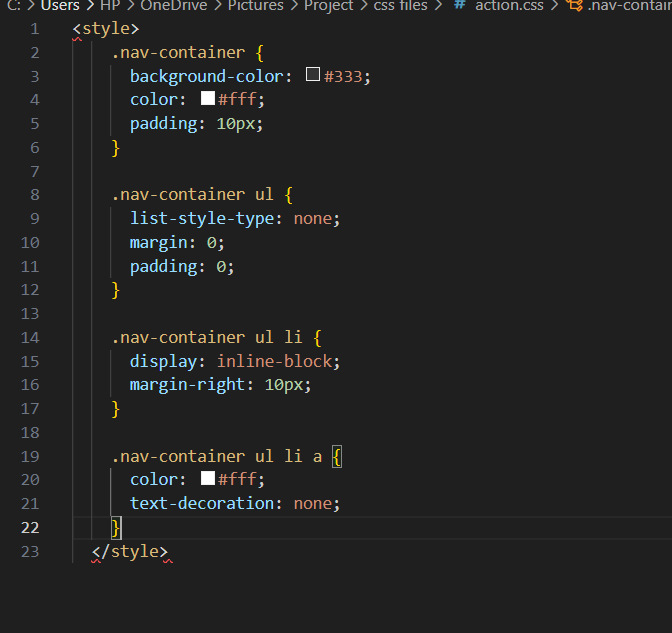 C: > Users > HP > OneDrive > Pictures > Project > css files > # action.css > .nav-contain
1 <style>
2 .nav-container {
3 background-color: #333;
4 color: #fff;
5 padding: 10px;
6 }
7
8 .nav-container ul {
9 list-style-type: none;
10 margin: 0;
11 padding: 0;
12 }
13
14 .nav-container ul li {
15 display: inline-block;
16 margin-right: 10px;
17 }
18
19 .nav-container ul li a {
20 color: #fff;
21 text-decoration: none;
22 }
23 </style>